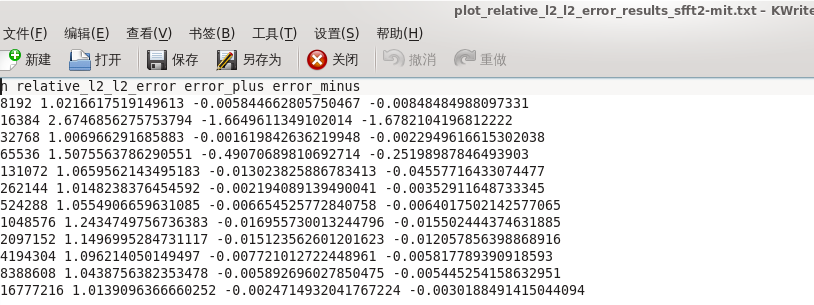 plot_relative_l2_l2_error_results_sfft2-mit.txt – KWrite
文件(F) 编辑(E) 查看(V) 书签(B) 工具(T) 设置(S) 帮助(H)
新建 打开 保存 另存为 关闭 撤消 重做
n relative_l2_l2_error error_plus error_minus
8192 1.0216617519149613 -0.005844662805750467 -0.00848484988097331
16384 2.6746856275753794 -1.6649611349102014 -1.6782104196812222
32768 1.006966291685883 -0.001619842636219948 -0.0022949616615302038
65536 1.5075563786290551 -0.49070689810692714 -0.25198987846493903
131072 1.0659562143495183 -0.013023825886783413 -0.04557716433074477
262144 1.0148238376454592 -0.002194089139490041 -0.00352911648733345
524288 1.0554906659631085 -0.006654525772840758 -0.0064017502142577065
1048576 1.2434749756736383 -0.016955730013244796 -0.015502444374631885
2097152 1.1496995284731117 -0.015123562601201623 -0.012057856398868916
4194304 1.096214050149497 -0.007721012722448961 -0.005817789390918593
8388608 1.0438756382353478 -0.005892696027850475 -0.005445254158632951
16777216 1.0139096366660252 -0.0024714932041767224 -0.0030188491415044094